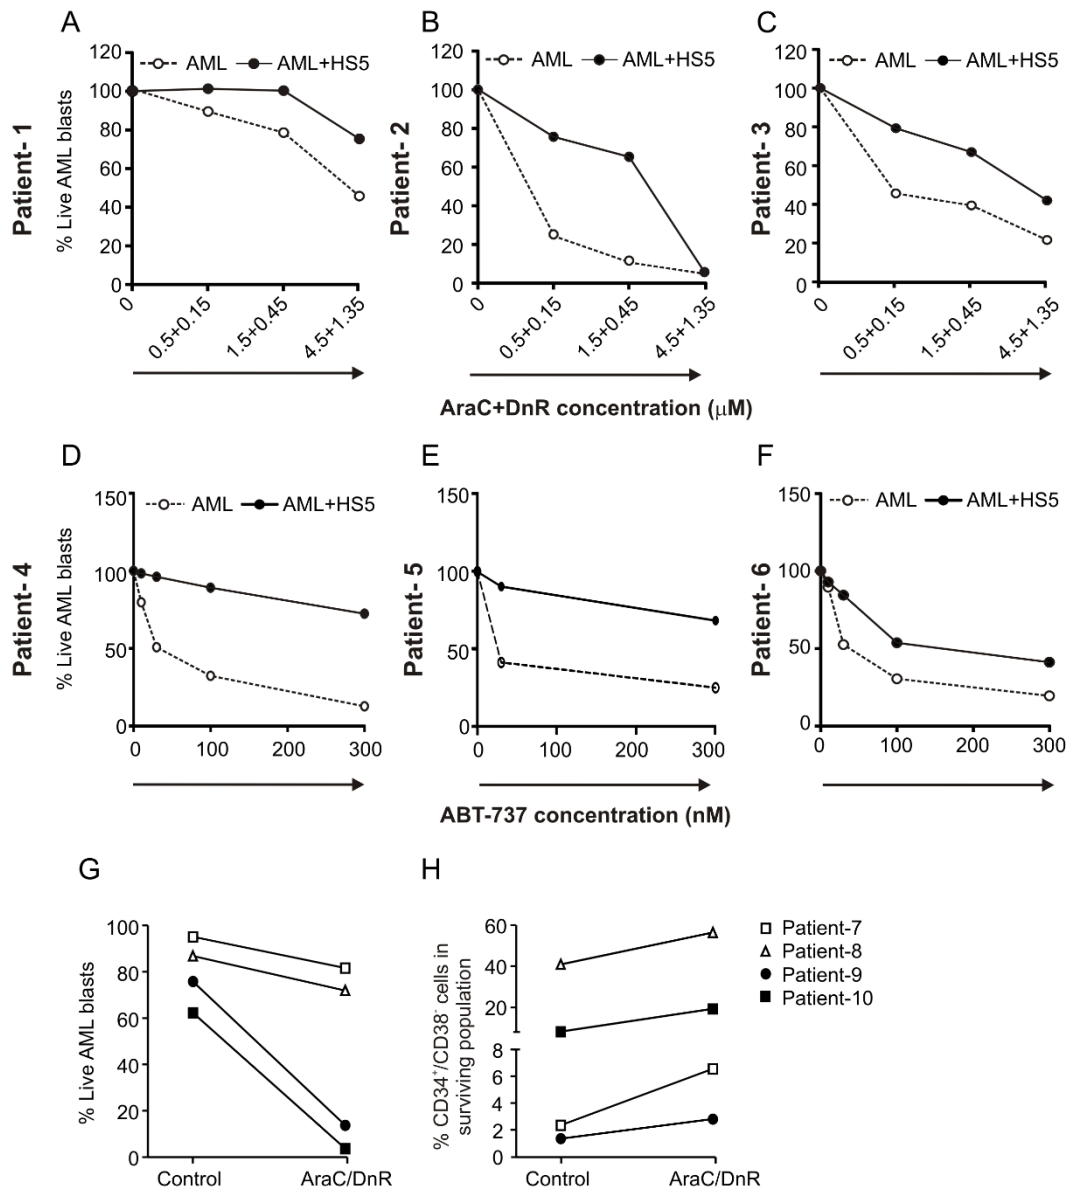 A
B
C
120
100
80
60
40
20
0
AML
AML+HS5
Patient- 1
% Live AML blasts
0
0.5+0.15
1.5+0.45
4.5+1.35
120
100
80
60
40
20
0
AML
AML+HS5
Patient- 2
0
0.5+0.15
1.5+0.45
4.5+1.35
120
100
80
60
40
20
0
AML
AML+HS5
Patient- 3
0
0.5+0.15
1.5+0.45
4.5+1.35
AraC+DnR concentration (μM)
D
E
F
150
100
50
0
AML
AML+HS5
Patient- 4
% Live AML blasts
0
100
200
300
150
100
50
0
Patient- 5
0
100
200
300
150
100
50
0
AML
AML+HS5
Patient- 6
0
100
200
300
ABT-737 concentration (nM)
G
H
100
80
60
40
20
0
% Live AML blasts
Control
AraC/DnR
60
40
20
8
6
4
2
0
% CD34⁺/CD38⁻ cells in
surviving population
Control
AraC/DnR
Patient-7
Patient-8
Patient-9
Patient-10